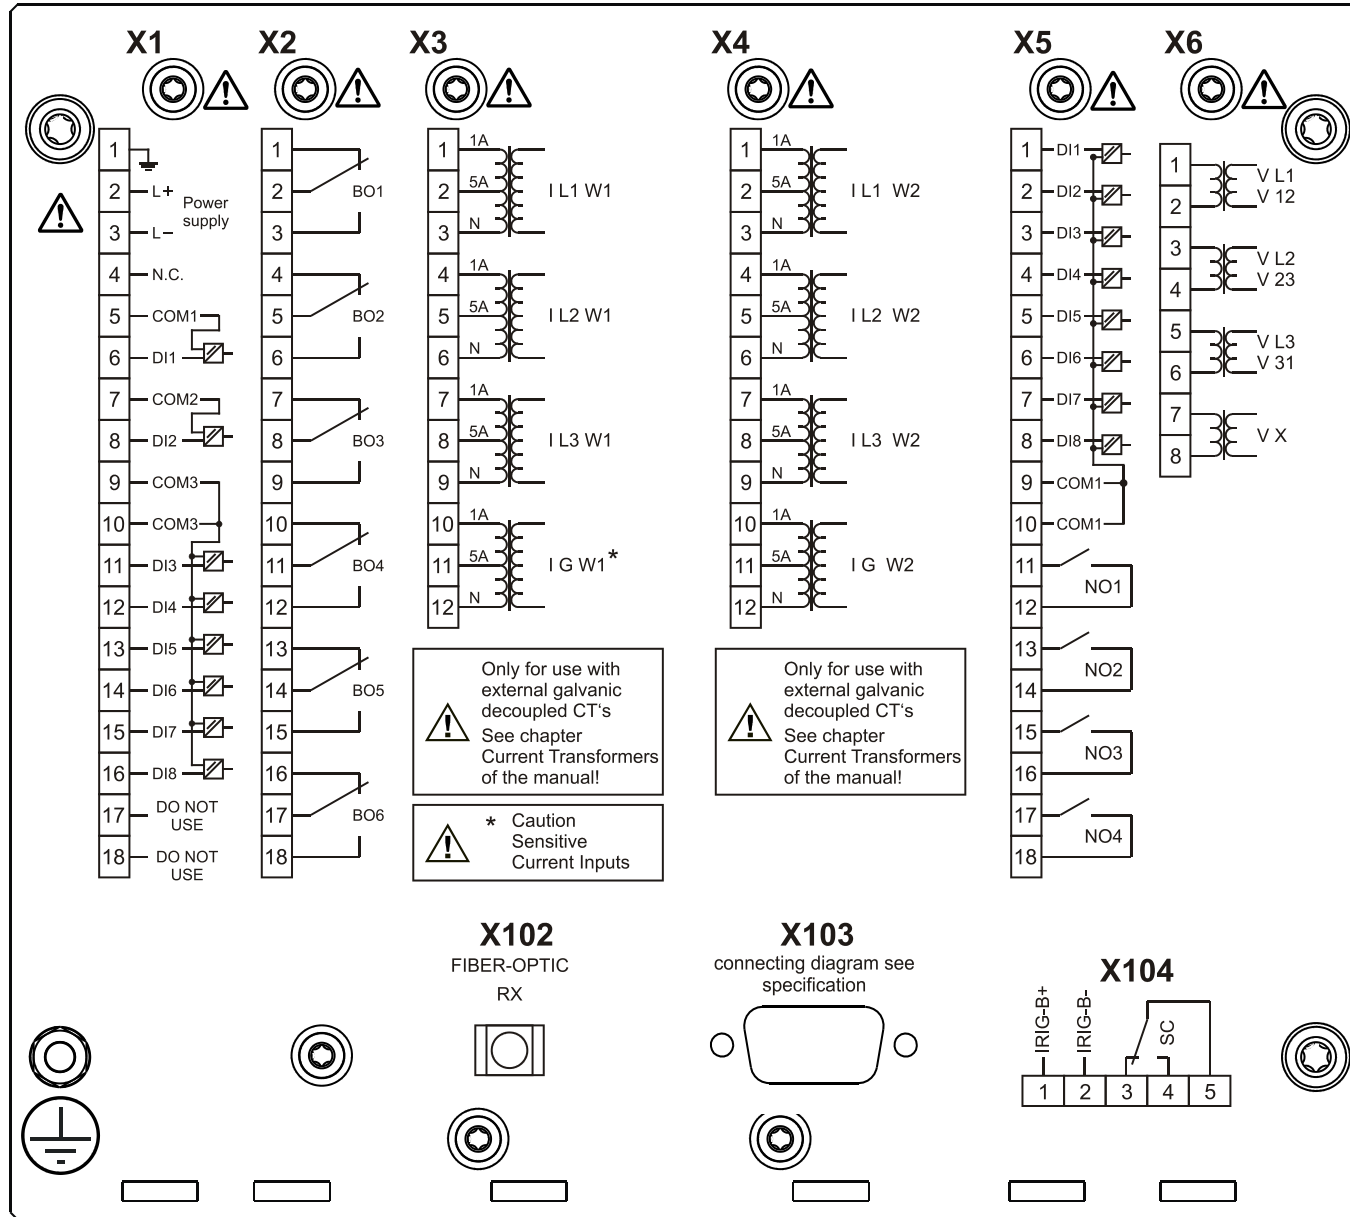 X1
X2
X3
X4
X5
X6
1
2 L+
3 L−
Power
supply
4 N.C.
5 COM1
6 DI1
7 COM2
8 DI2
9 COM3
10 COM3
11 DI3
12 DI4
13 DI5
14 DI6
15 DI7
16 DI8
17 DO NOT
USE
18 DO NOT
USE
1
2 BO1
3
4
5 BO2
6
7
8 BO3
9
10
11 BO4
12
13
14 BO5
15
16
17 BO6
18
1 1A
2 5A I L1 W1
3 N
4 1A
5 5A I L2 W1
6 N
7 1A
8 5A I L3 W1
9 N
10 1A
11 5A I G W1*
12 N
Only for use with
external galvanic
decoupled CT‘s
See chapter
Current Transformers
of the manual!
* Caution
Sensitive
Current Inputs
1 1A
2 5A I L1 W2
3 N
4 1A
5 5A I L2 W2
6 N
7 1A
8 5A I L3 W2
9 N
10 1A
11 5A I G W2
12 N
Only for use with
external galvanic
decoupled CT‘s
See chapter
Current Transformers
of the manual!
1 DI1
2 DI2
3 DI3
4 DI4
5 DI5
6 DI6
7 DI7
8 DI8
9 COM1
10 COM1
11
NO1
12
13
NO2
14
15
NO3
16
17
NO4
18
1 V L1
2 V 12
3 V L2
4 V 23
5 V L3
6 V 31
7
V X
8
X102
FIBER-OPTIC
RX
X103
connecting diagram see
specification
X104
IRIG-B+
IRIG-B-
SC
1 2 3 4 5